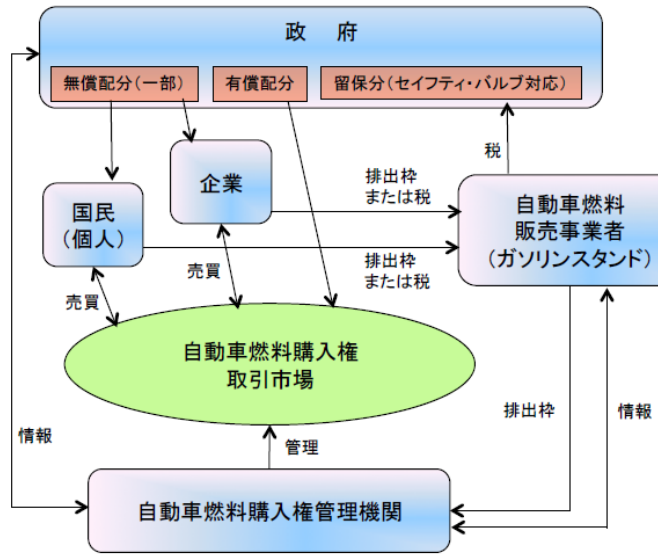 政 府
無償配分(一部)
有償配分
留保分(セイフティ・バルブ対応)
税
企業
排出枠
または税
国民
(個人)
自動車燃料
販売事業者
(ガソリンスタンド)
売買
排出枠
または税
売買
自動車燃料購入権
取引市場
排出枠
情報
情報
管理
自動車燃料購入権管理機関